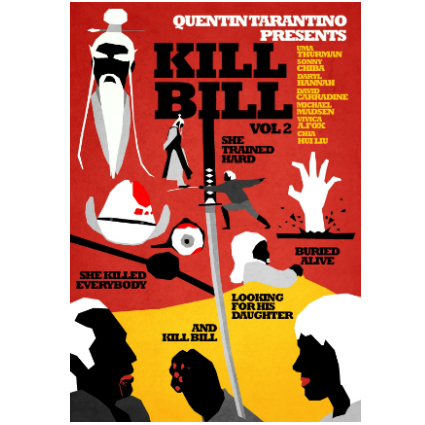 QUENTIN TARANTINO
PRESENTS
KILL
BILL
VOL 2
UMA
THURMAN
SONNY
CHIBA
DARYL
HANNAH
DAVID
CARRADINE
MICHAEL
MADSEN
VIVICA
A.FOX
CHIA
HUI LIU
SHE
TRAINED
HARD
BURIED
ALIVE
SHE KILLED
EVERYBODY
LOOKING
FOR HIS
DAUGHTER
AND
KILL BILL